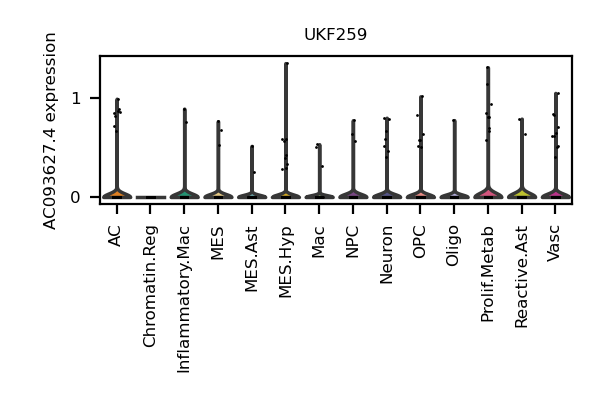 UKF259
AC093627.4 expression
1
0
AC
Chromatin.Reg
Inflammatory.Mac
MES
MES.Ast
MES.Hyp
Mac
NPC
Neuron
OPC
Oligo
Prolif.Metab
Reactive.Ast
Vasc